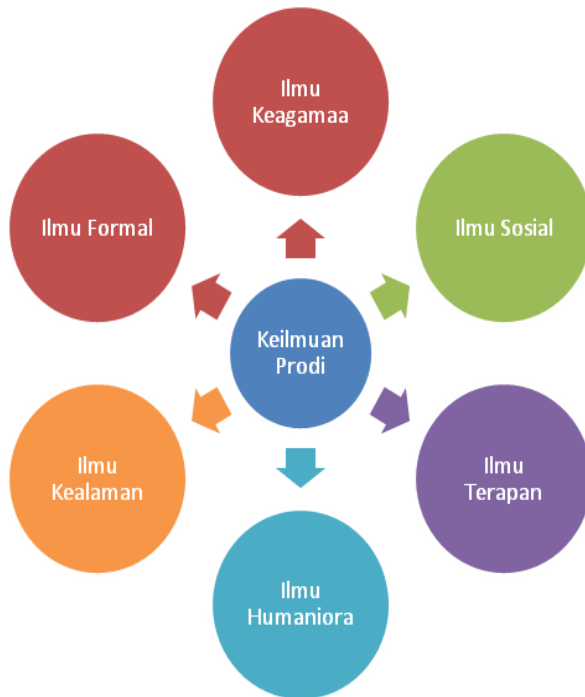 Ilmu
Keagamaa
Ilmu Formal
Ilmu Sosial
Keilmuan
Prodi
Ilmu
Kealaman
Ilmu
Terapan
Ilmu
Humaniora